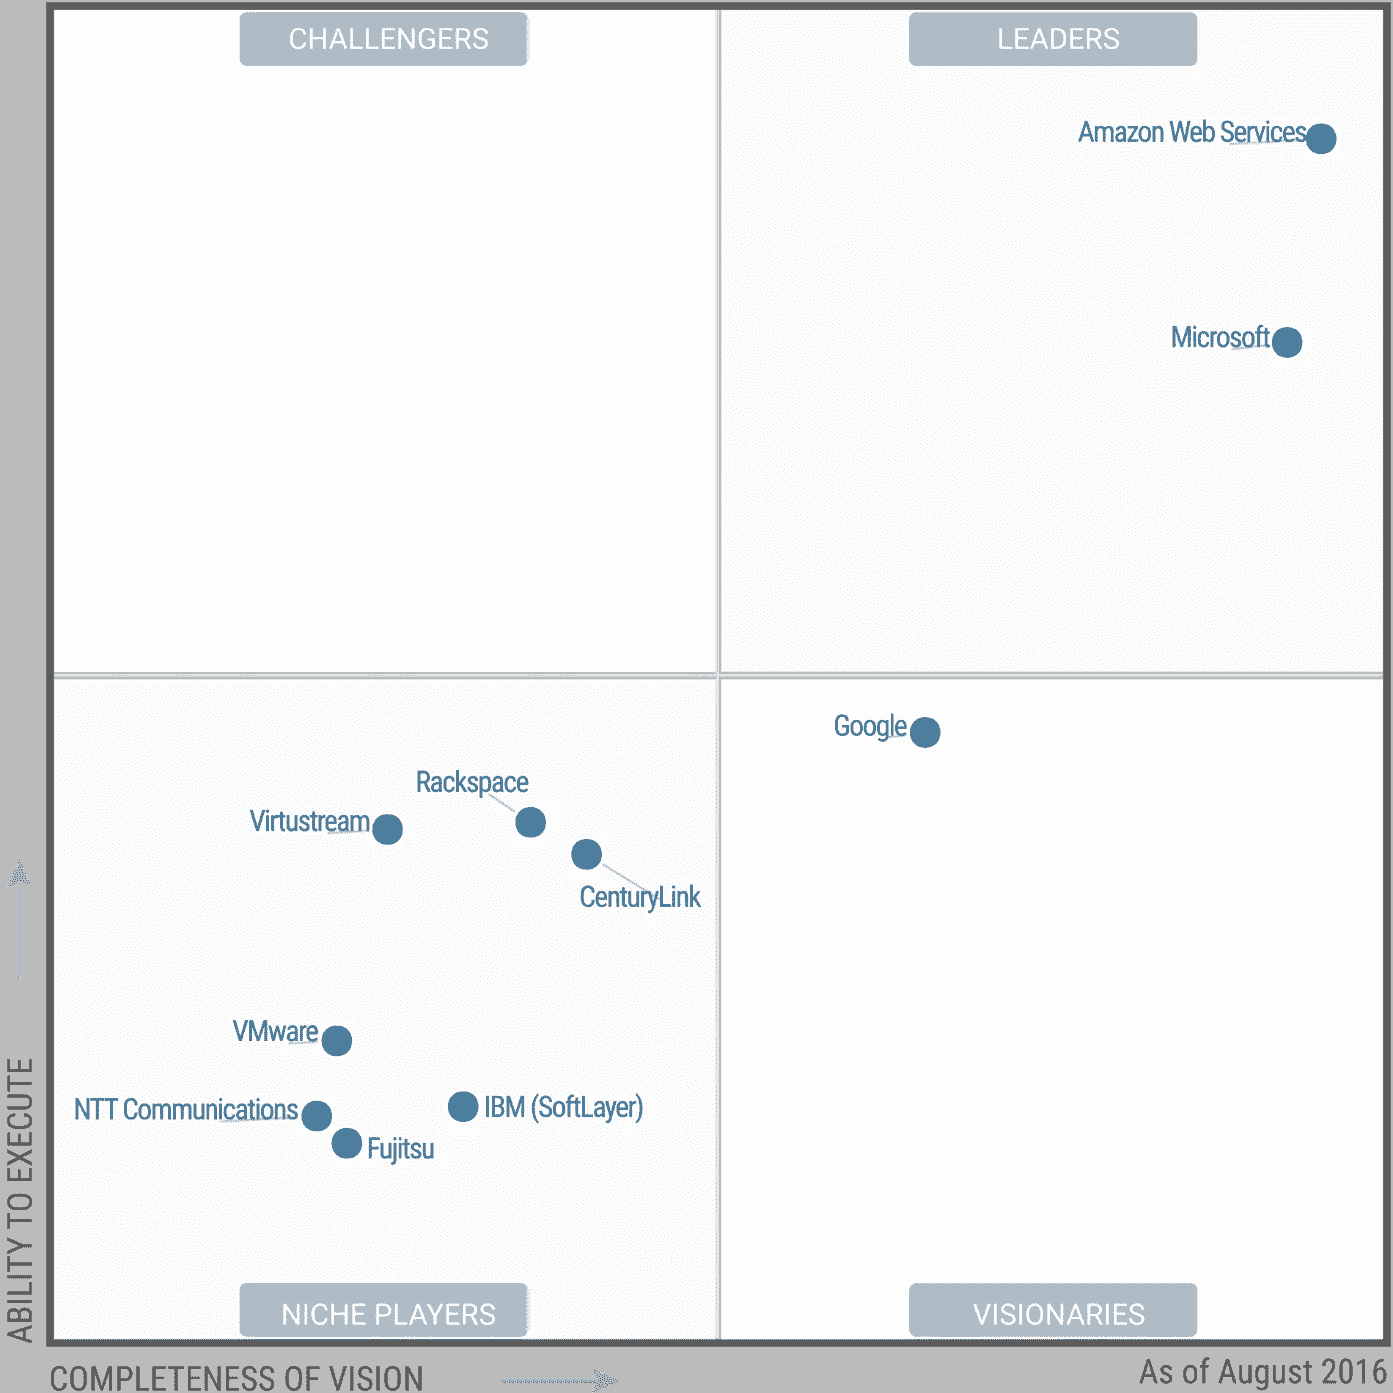 CHALLENGERS
LEADERS
Amazon Web Services
Microsoft
Google
Rackspace
Virtustream
CenturyLink
VMware
NTT Communications
IBM (SoftLayer)
Fujitsu
NICHE PLAYERS
VISIONARIES
ABILITY TO EXECUTE
COMPLETENESS OF VISION
As of August 2016